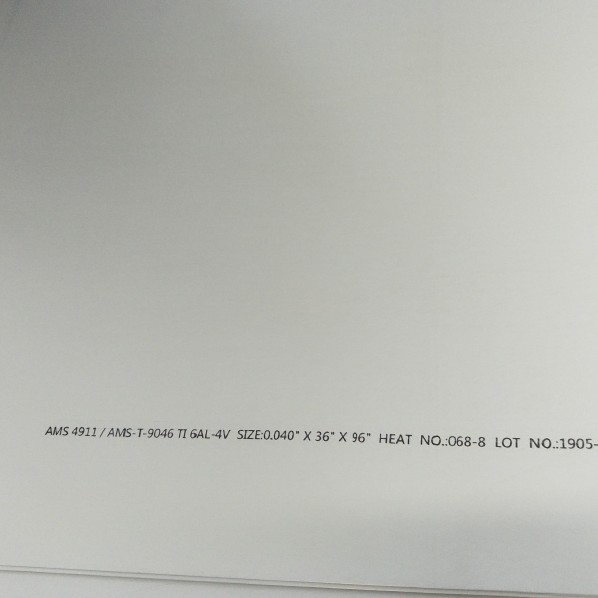 AMS 4911 / AMS-T-9046 TI 6AL-4V SIZE:0.040" X 36" X 96" HEAT NO.:068-8 LOT NO.:1905-